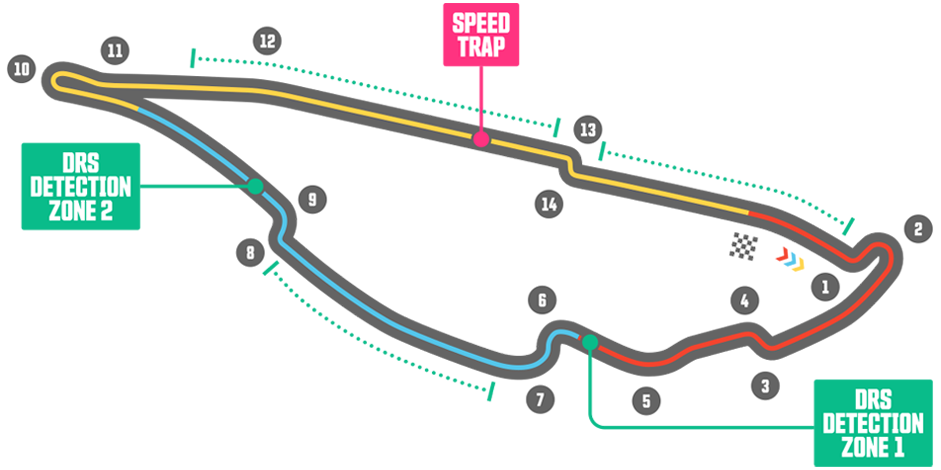 SPEED
TRAP
12
11
10
13
DRS
DETECTION
ZONE 2
9
14
2
8
1
6
4
3
7
5
DRS
DETECTION
ZONE 1